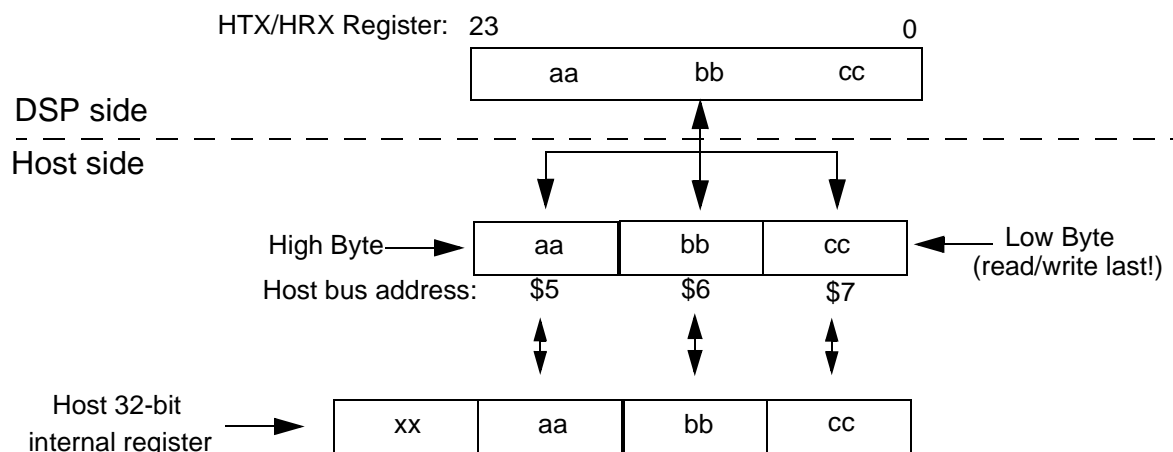 HTX/HRX Register: 23 0
aa bb cc
DSP side
Host side
High Byte aa bb cc Low Byte
(read/write last!)
Host bus address: $5 $6 $7
Host 32-bit
internal register
xx aa bb cc